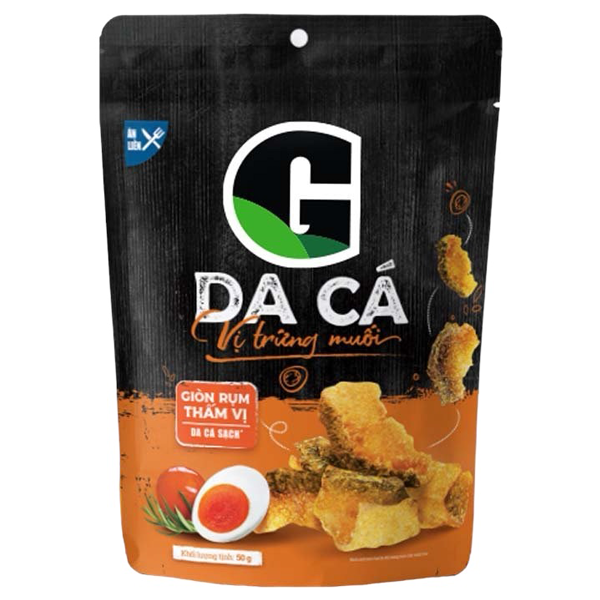 ĂN
LIỀN
G
DA CÁ
Vị trứng muối
GIÒN RỤM
THẤM VỊ
DA CÁ SẠCH*
Khối lượng tịnh: 50 g